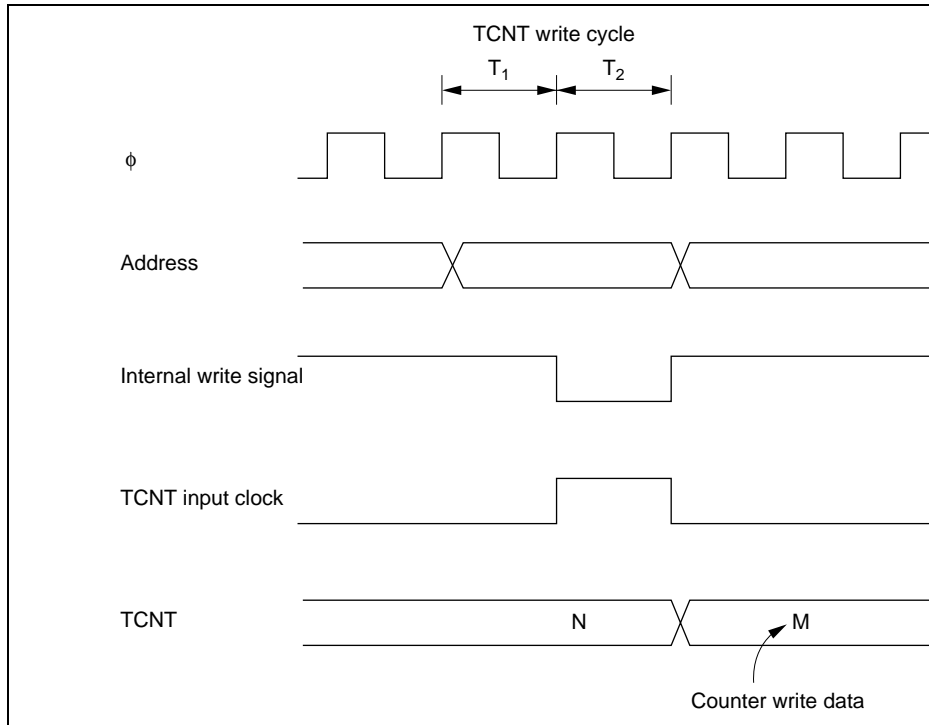 TCNT write cycle
T1 T2
ϕ
Address
Internal write signal
TCNT input clock
TCNT N M
Counter write data